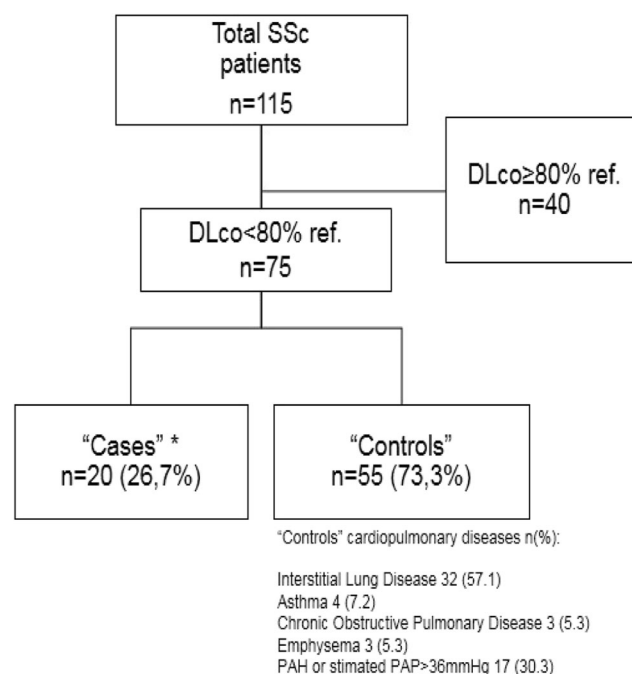 Total SSc
patients
n=115
DLco≥80% ref.
n=40
DLco<80% ref.
n=75
“Cases” *
n=20 (26,7%)
“Controls”
n=55 (73,3%)
“Controls” cardiopulmonary diseases n(%):
Interstitial Lung Disease 32 (57.1)
Asthma 4 (7.2)
Chronic Obstructive Pulmonary Disease 3 (5.3)
Emphysema 3 (5.3)
PAH or stimated PAP>36mmHg 17 (30.3)